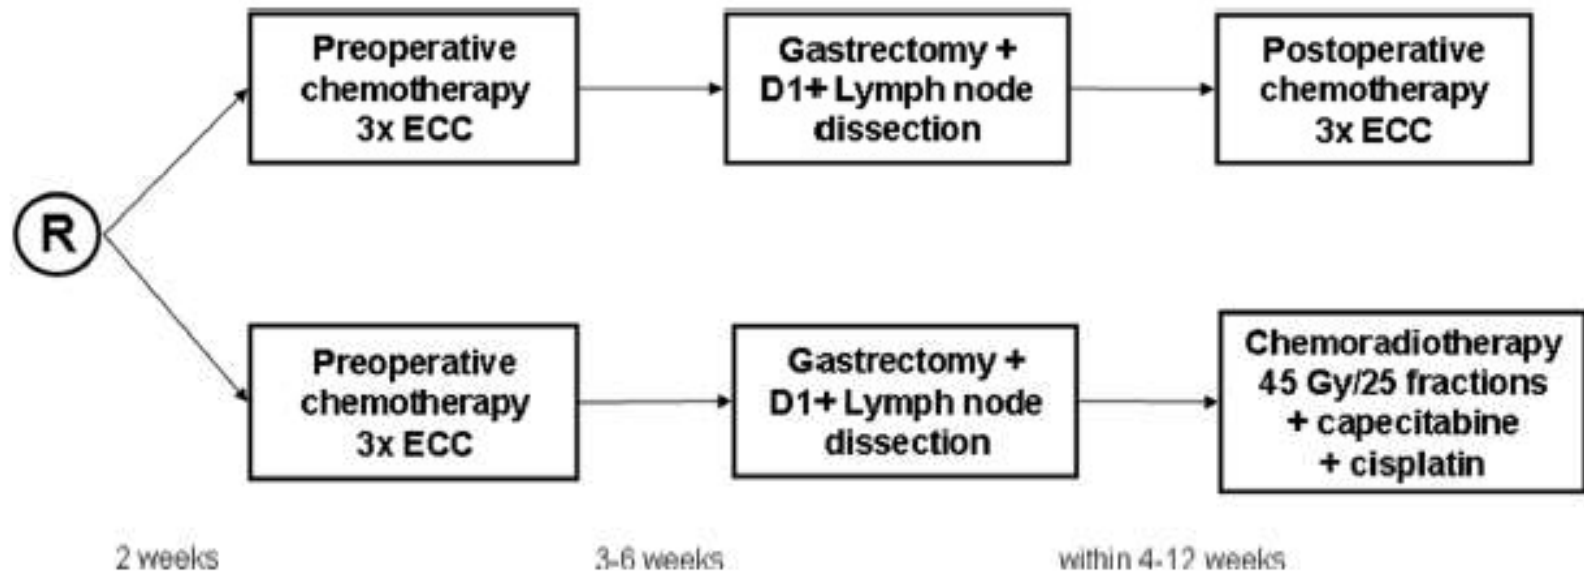 Preoperative
chemotherapy
3x ECC
Gastrectomy +
D1+ Lymph node
dissection
Postoperative
chemotherapy
3x ECC
R
Preoperative
chemotherapy
3x ECC
Gastrectomy +
D1+ Lymph node
dissection
Chemoradiotherapy
45 Gy/25 fractions
+ capecitabine
+ cisplatin
2 weeks
3-6 weeks
within 4-12 weeks